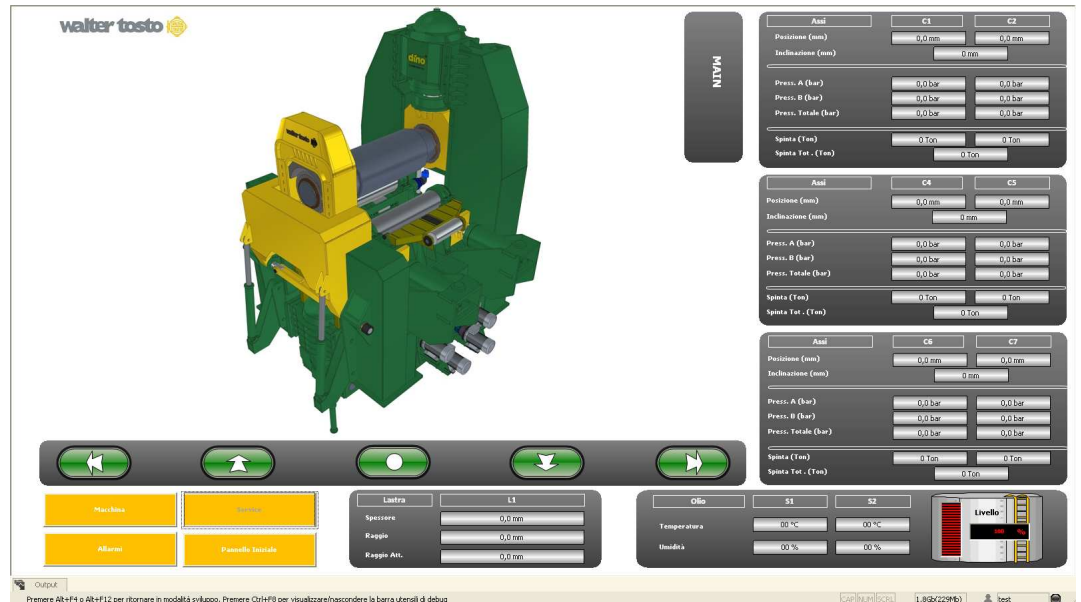 walter tosto
dino
walter tosto
MAIN
Assi C1 C2
Posizione (mm) 0,0 mm 0,0 mm
Inclinazione (mm) 0 mm
Press. A (bar) 0,0 bar 0,0 bar
Press. B (bar) 0,0 bar 0,0 bar
Press. Totale (bar) 0,0 bar 0,0 bar
Spinta (Ton) 0 Ton 0 Ton
Spinta Tot . (Ton) 0 Ton
Assi C4 C5
Posizione (mm) 0,0 mm 0,0 mm
Inclinazione (mm) 0 mm
Press. A (bar) 0,0 bar 0,0 bar
Press. B (bar) 0,0 bar 0,0 bar
Press. Totale (bar) 0,0 bar 0,0 bar
Spinta (Ton) 0 Ton 0 Ton
Spinta Tot . (Ton) 0 Ton
Assi C6 C7
Posizione (mm) 0,0 mm 0,0 mm
Inclinazione (mm) 0 mm
Press. A (bar) 0,0 bar 0,0 bar
Press. B (bar) 0,0 bar 0,0 bar
Press. Totale (bar) 0,0 bar 0,0 bar
Spinta (Ton) 0 Ton 0 Ton
Spinta Tot . (Ton) 0 Ton
Macchina
Allarmi Pannello Iniziale
Lastra L1
Spessore 0,0 mm
Raggio 0,0 mm
Raggio Att. 0,0 mm
Olio S1 S2
Temperatura 00 °C 00 °C
Umidità 00 % 00 %
Livello
100 %
Output
Premere Alt+F4 o Alt+F12 per ritornare in modalità sviluppo. Premere Ctrl+F8 per visualizzare/nascondere la barra utensili di debug
CAP NUM SCRL 1.8Gb(229Mb) test